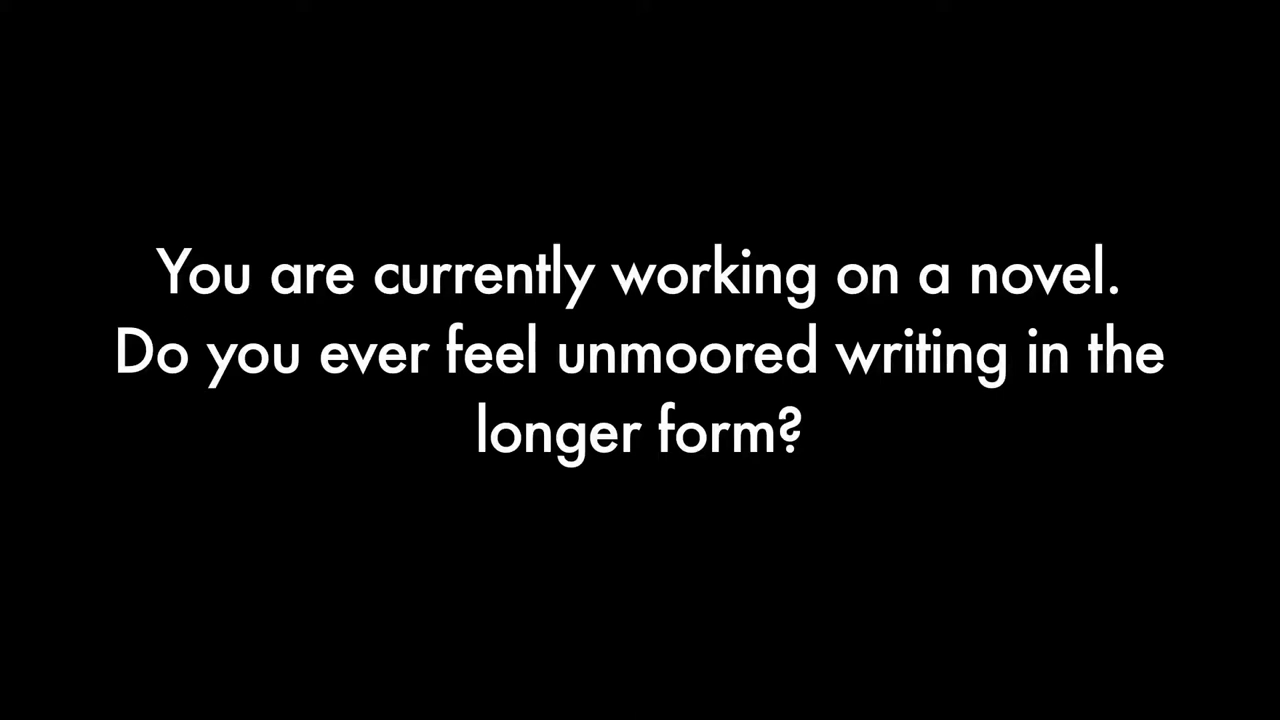 You are currently working on a novel.
Do you ever feel unmoored writing in the
longer form?